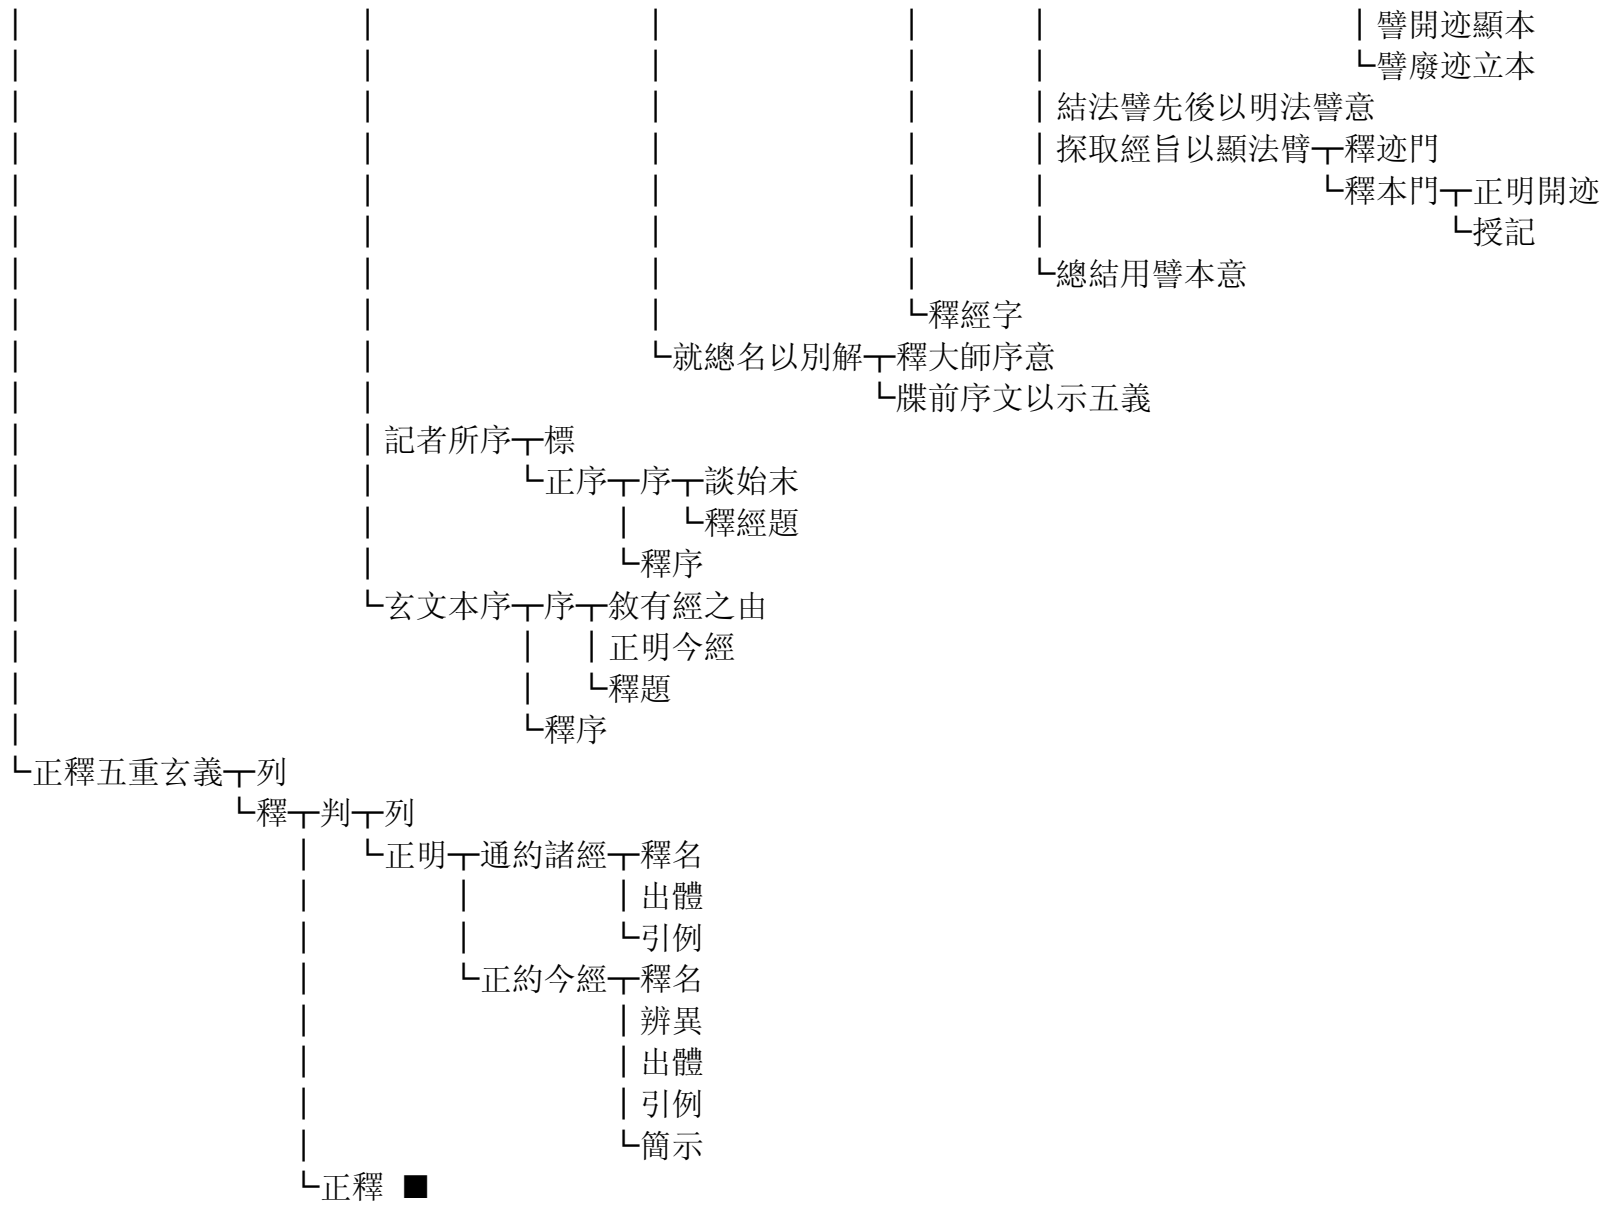 譬開迹顯本
譬廢迹立本
結法譬先後以明法譬意
探取經旨以顯法臂 釋迹門
釋本門 正明開迹
授記
總結用譬本意
釋經字
就總名以別解 釋大師序意
牒前序文以示五義
記者所序 標
正序 序 談始末
釋經題
釋序
玄文本序 序 敘有經之由
正明今經
釋題
釋序
正釋五重玄義 列
釋 判 列
正明 通約諸經 釋名
出體
引例
正約今經 釋名
辨異
出體
引例
簡示
正釋 ■